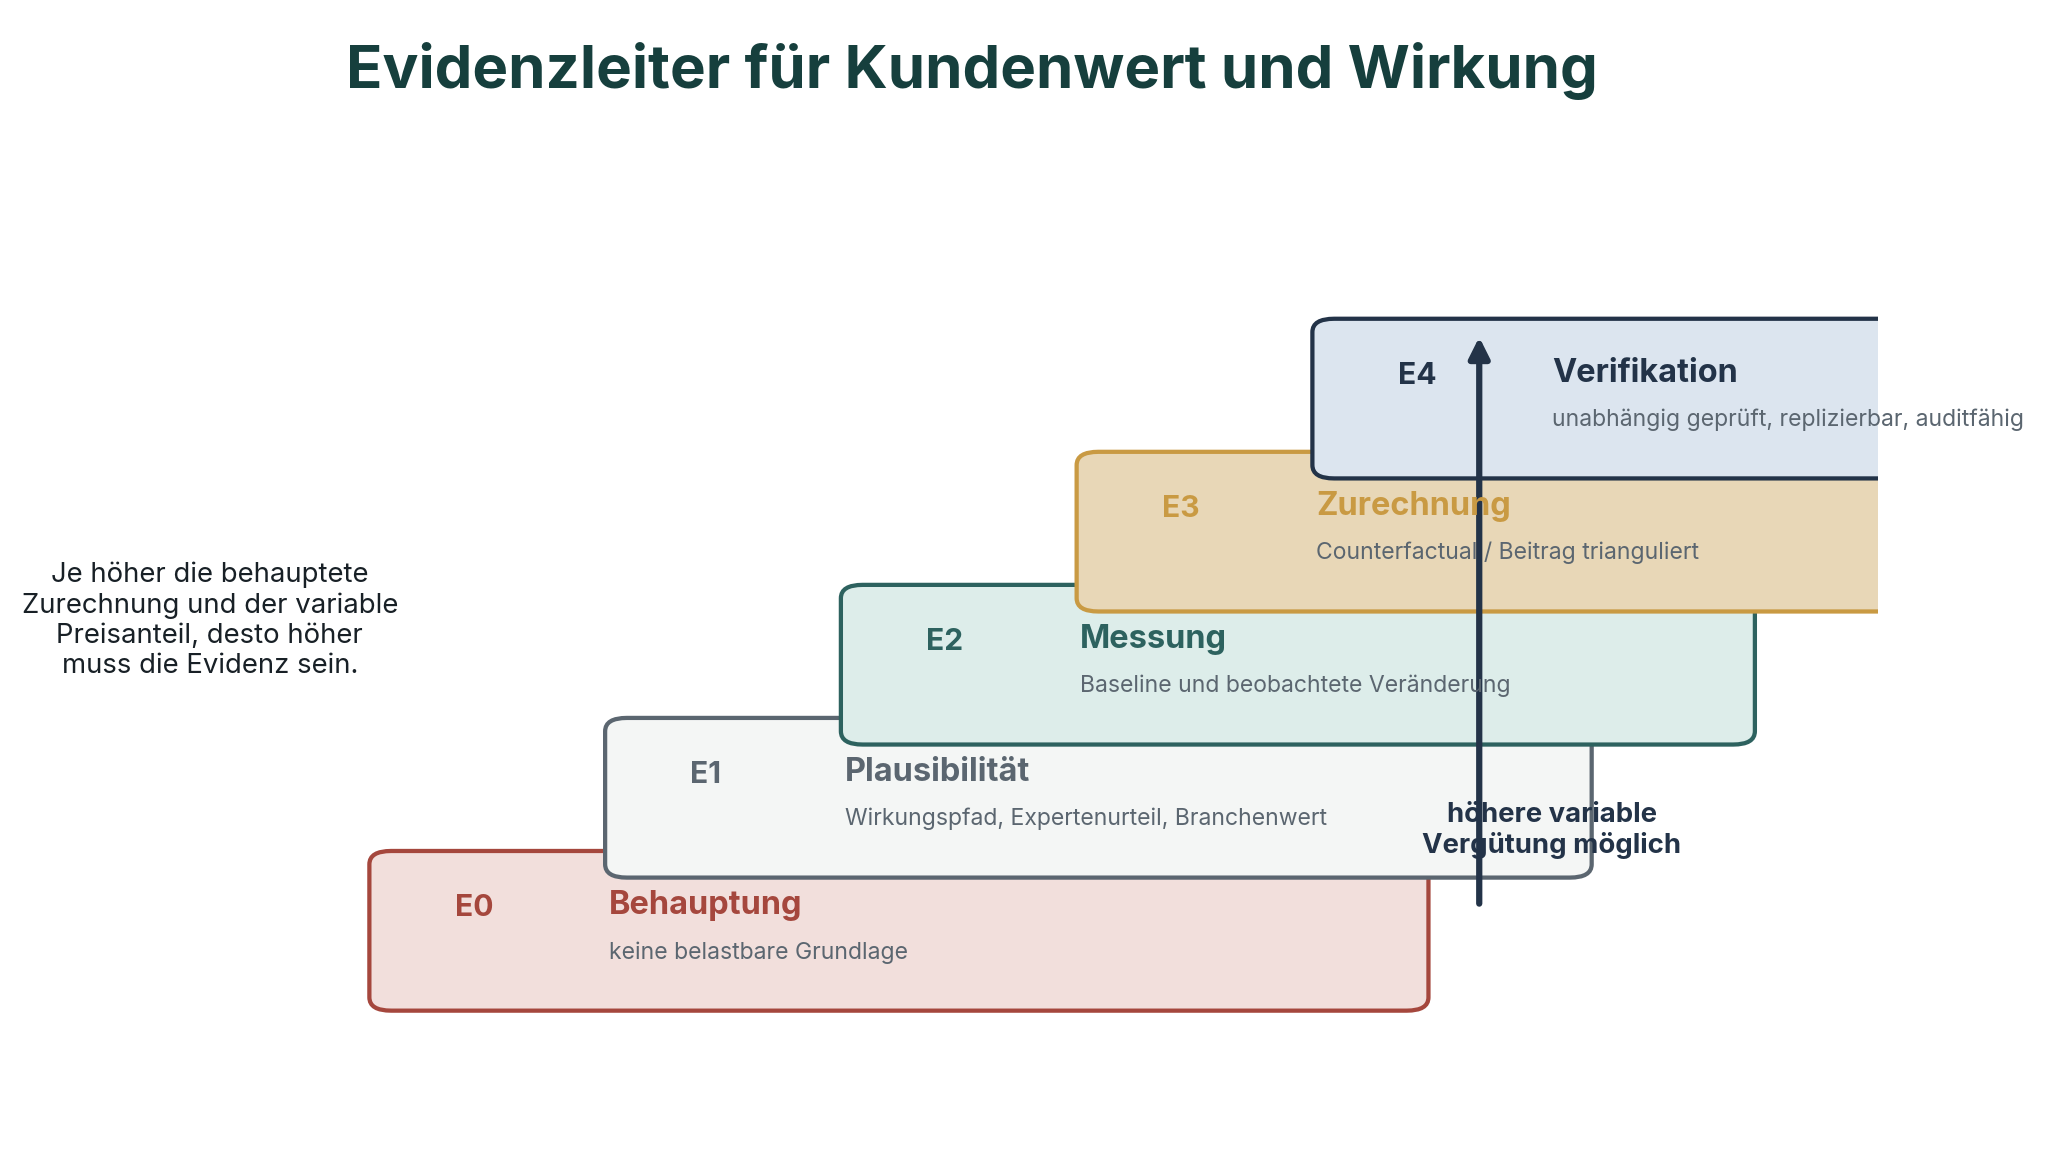 Evidenzleiter für Kundenwert und Wirkung
E4
Verifikation
unabhängig geprüft, replizierbar, auditfähig
E3
Zurechnung
Counterfactual / Beitrag trianguliert
Je höher die behauptete
Zurechnung und der variable
Preisanteil, desto höher
muss die Evidenz sein.
E2
Messung
Baseline und beobachtete Veränderung
E1
Plausibilität
Wirkungspfad, Expertenurteil, Branchenwert
höhere variable
Vergütung möglich
E0
Behauptung
keine belastbare Grundlage